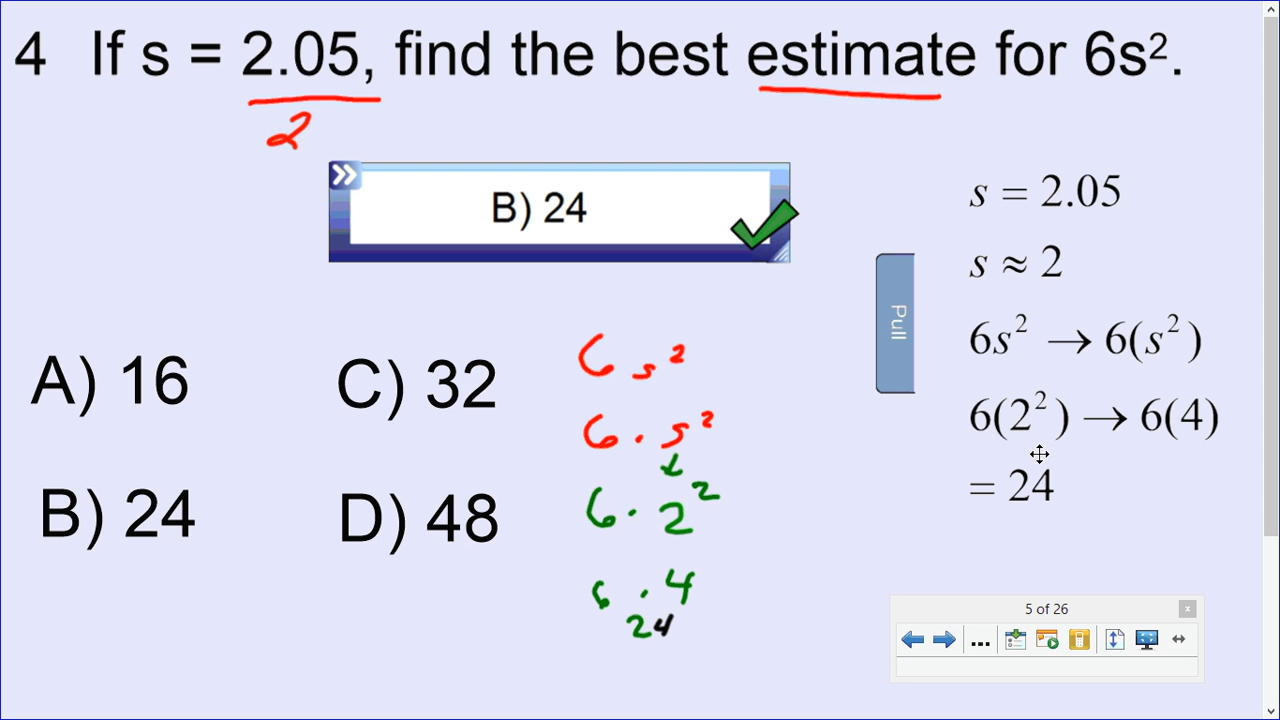 4 If s = 2.05, find the best estimate for 6s².
2
B) 24
s = 2.05
s ≈ 2
6s² → 6(s²)
6(2²) → 6(4)
= 24
Pull
A) 16
C) 32
B) 24
D) 48
6 s²
6 · s²
6 · 2²
6 · 4
24
5 of 26
x
...